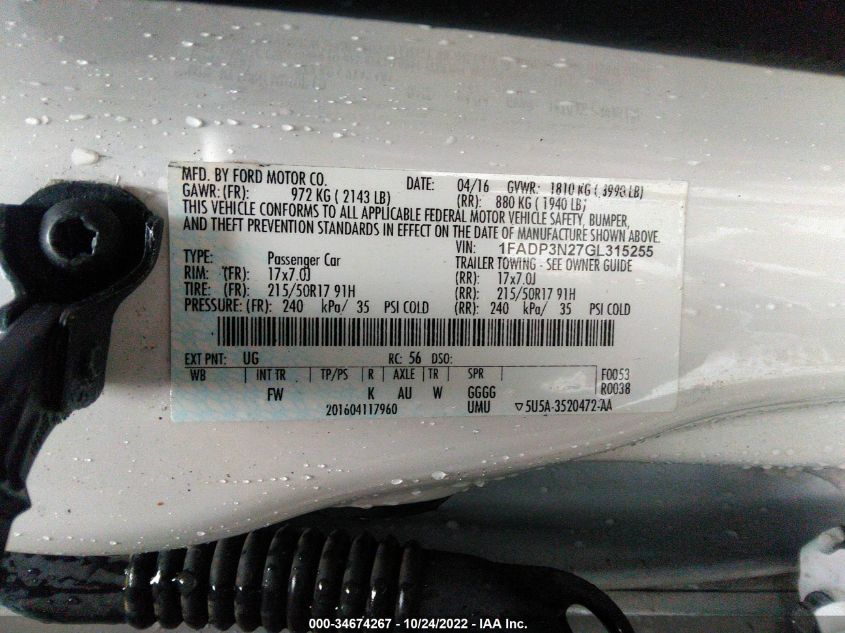 MFD. BY FORD MOTOR CO. DATE: 04/16 GVWR: 1810 KG ( 3990 LB)
GAWR: (FR): 972 KG ( 2143 LB) (RR): 880 KG ( 1940 LB)
THIS VEHICLE CONFORMS TO ALL APPLICABLE FEDERAL MOTOR VEHICLE SAFETY, BUMPER,
AND THEFT PREVENTION STANDARDS IN EFFECT ON THE DATE OF MANUFACTURE SHOWN ABOVE.
VIN: 1FADP3N27GL315255
TYPE: Passenger Car TRAILER TOWING - SEE OWNER GUIDE
RIM: (FR): 17x7.0J (RR): 17x7.0J
TIRE: (FR): 215/50R17 91H (RR): 215/50R17 91H
PRESSURE: (FR): 240 kPa/ 35 PSI COLD (RR): 240 kPa/ 35 PSI COLD
EXT PNT: UG RC: 56 DSO:
WB INT TR TP/PS R AXLE TR SPR F0053
FW K AU W GGGG R0038
201604117960 UMU ▽5U5A-3520472-AA
000-34674267 - 10/24/2022 - IAA Inc.